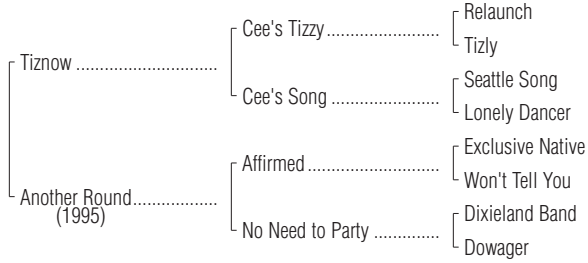 Relaunch
Cee's Tizzy
Tizly
Tiznow
Seattle Song
Cee's Song
Lonely Dancer
Exclusive Native
Affirmed
Won't Tell You
Another Round
(1995)
Dixieland Band
No Need to Party
Dowager